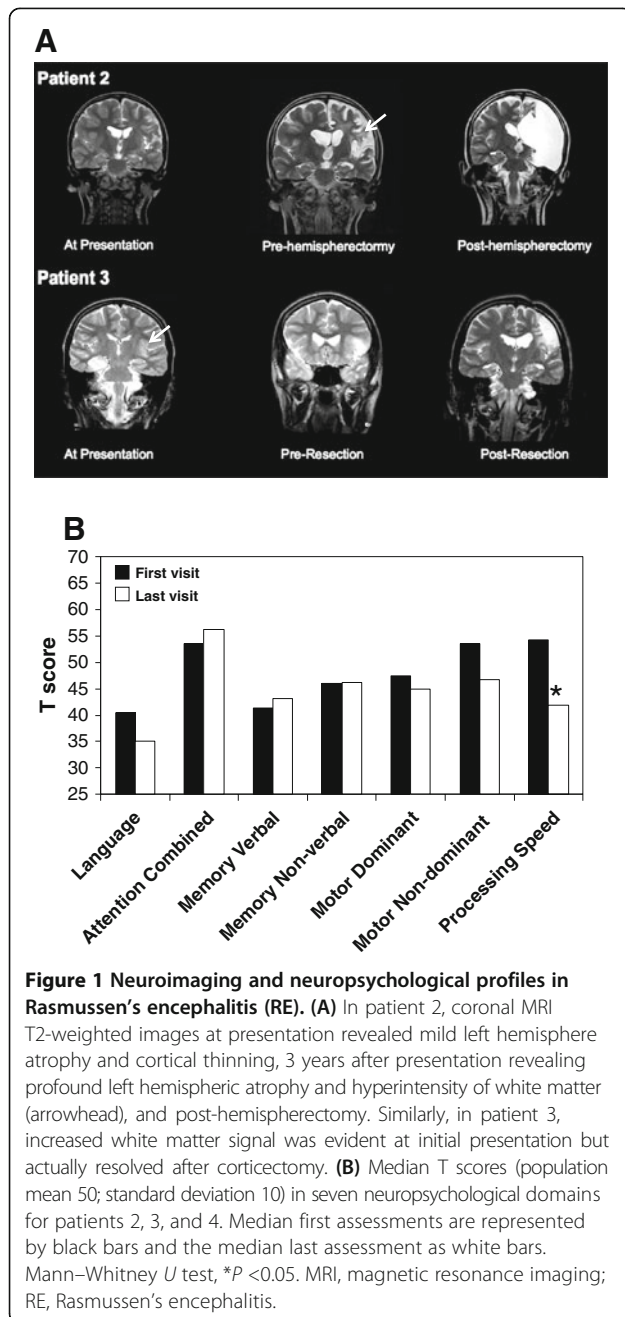 A
Patient 2
At Presentation
Pre-hemispherectomy
Post-hemispherectomy
Patient 3
At Presentation
Pre-Resection
Post-Resection
B
70
65
60
55
50
45
40
35
30
25
T score
First visit
Last visit
*
Language
Attention Combined
Memory Verbal
Memory Non-verbal
Motor Dominant
Motor Non-dominant
Processing Speed
Figure 1 Neuroimaging and neuropsychological profiles in
Rasmussen's encephalitis (RE). (A) In patient 2, coronal MRI
T2-weighted images at presentation revealed mild left hemisphere
atrophy and cortical thinning, 3 years after presentation revealing
profound left hemispheric atrophy and hyperintensity of white matter
(arrowhead), and post-hemispherectomy. Similarly, in patient 3,
increased white matter signal was evident at initial presentation but
actually resolved after corticectomy. (B) Median T scores (population
mean 50; standard deviation 10) in seven neuropsychological domains
for patients 2, 3, and 4. Median first assessments are represented
by black bars and the median last assessment as white bars.
Mann–Whitney U test, *P <0.05. MRI, magnetic resonance imaging;
RE, Rasmussen's encephalitis.